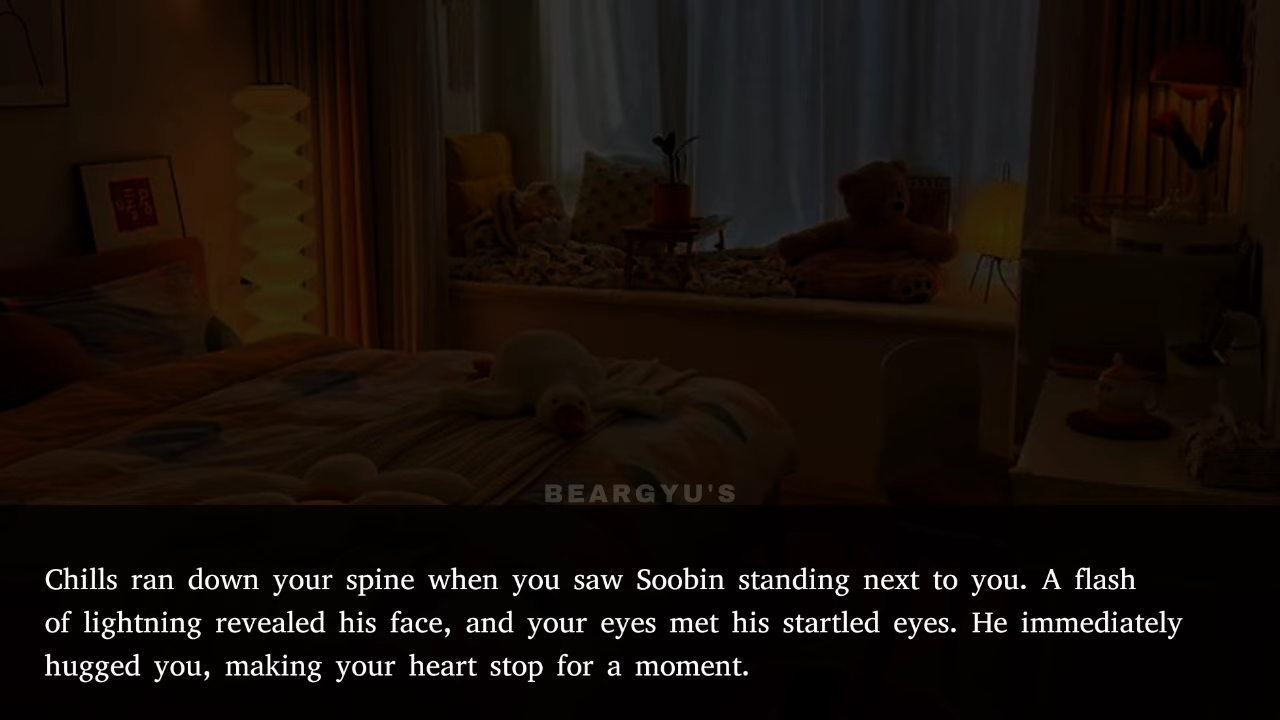 BEARGYU'S
Chills ran down your spine when you saw Soobin standing next to you. A flash
of lightning revealed his face, and your eyes met his startled eyes. He immediately
hugged you, making your heart stop for a moment.